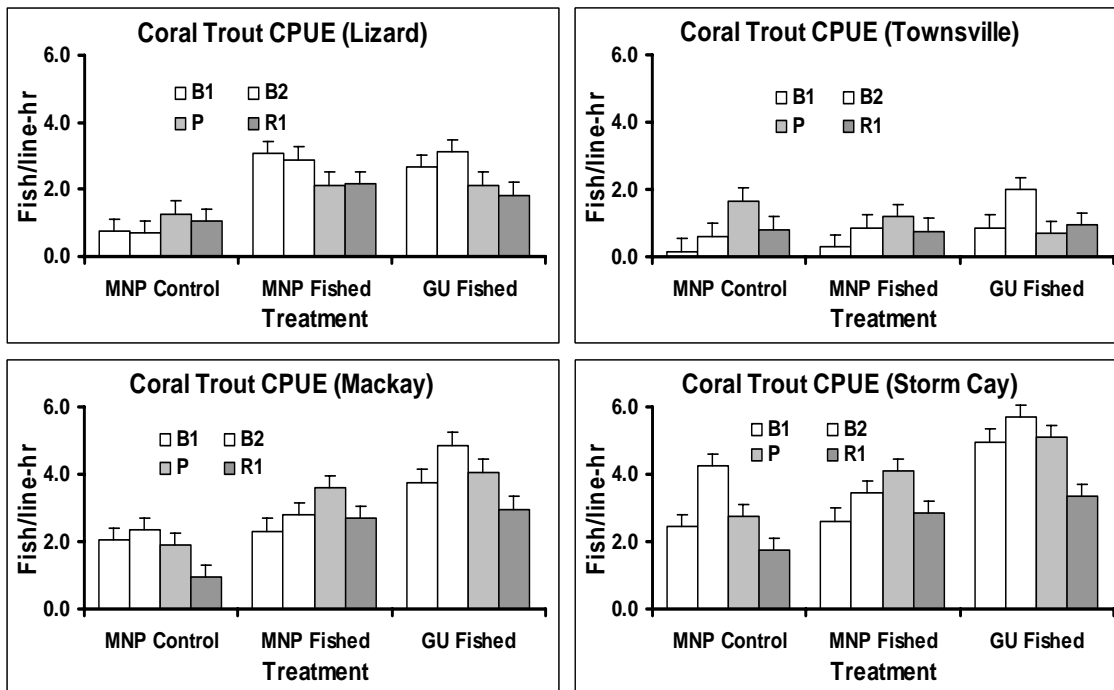 Coral Trout CPUE (Lizard)
Fish/line-hr
6.0
4.0
2.0
0.0
B1 B2
P R1
MNP Control MNP Fished GU Fished
Treatment
Coral Trout CPUE (Townsville)
Fish/line-hr
6.0
4.0
2.0
0.0
B1 B2
P R1
MNP Control MNP Fished GU Fished
Treatment
Coral Trout CPUE (Mackay)
Fish/line-hr
6.0
4.0
2.0
0.0
B1 B2
P R1
MNP Control MNP Fished GU Fished
Treatment
Coral Trout CPUE (Storm Cay)
Fish/line-hr
6.0
4.0
2.0
0.0
B1 B2
P R1
MNP Control MNP Fished GU Fished
Treatment